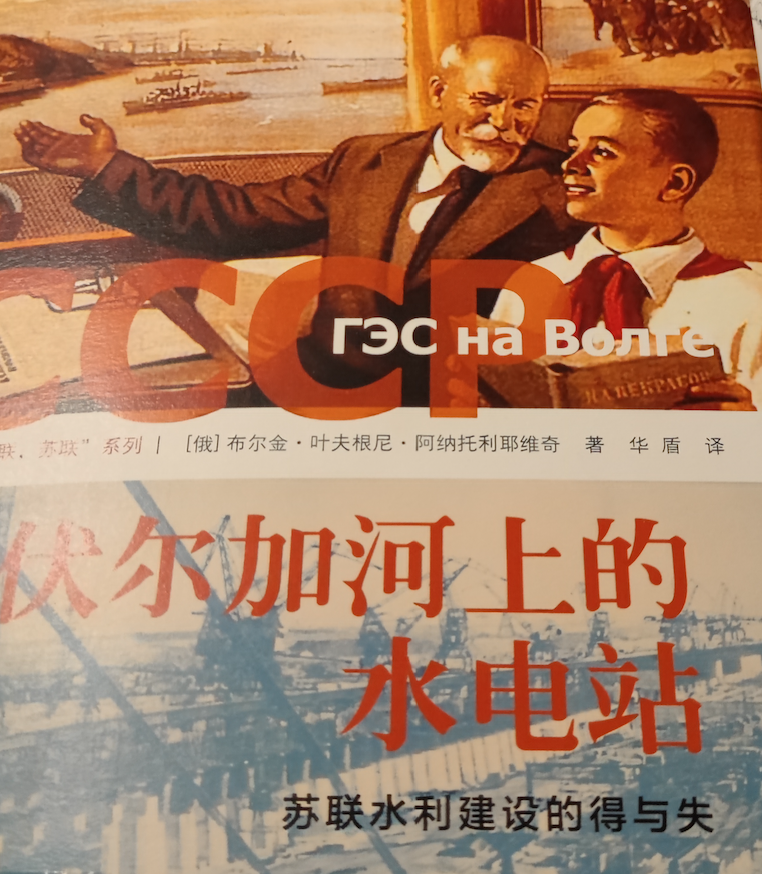 СССР
ГЭС на Волге
Н.А.НЕКРАСОВ
联，苏联”系列 | [俄] 布尔金·叶夫根尼·阿纳托利耶维奇 著 华盾 译
伏尔加河上的
水电站
苏联水利建设的得与失